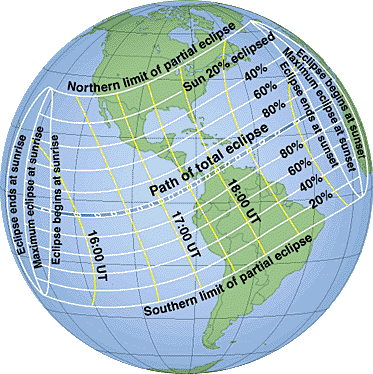 Northern limit of partial eclipse
Sun 20% eclipsed
40%
60%
80%
Path of total eclipse
80%
60%
40%
20%
Southern limit of partial eclipse
Eclipse ends at sunrise
Maximum eclipse at sunrise
Eclipse begins at sunrise
16:00 UT
17:00 UT
18:00 UT
Eclipse begins at sunset
Maximum eclipse at sunset
Eclipse ends at sunset